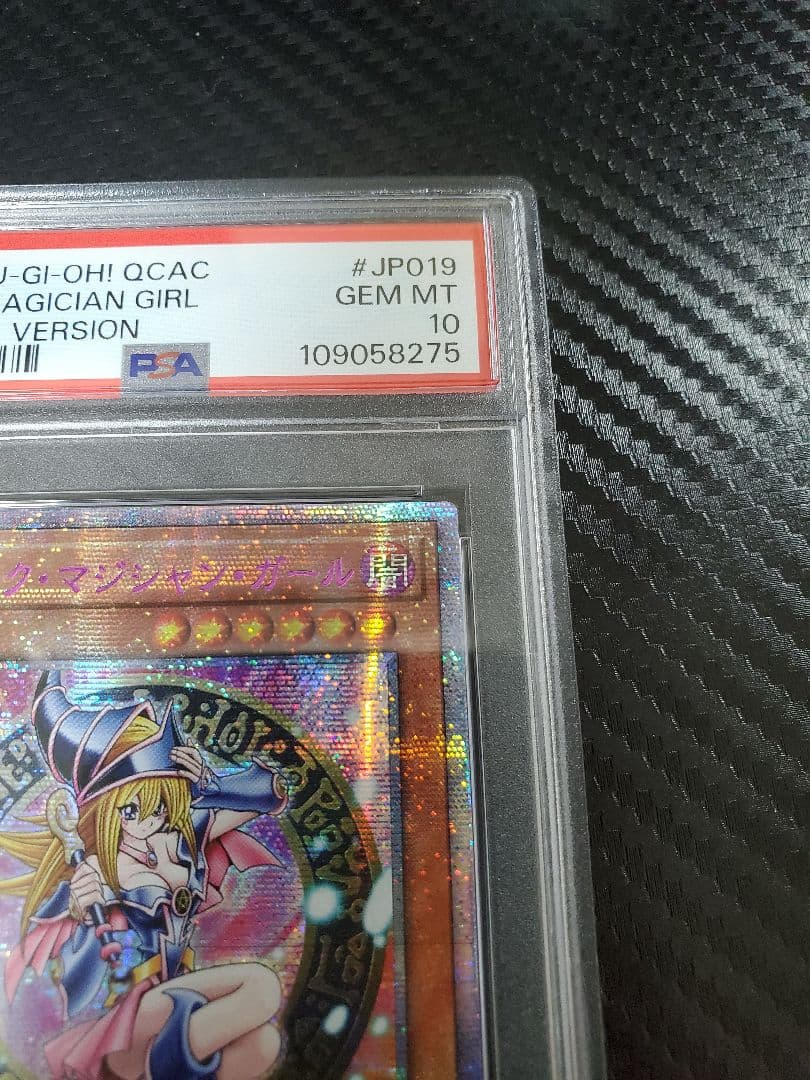 U-GI-OH! QCAC #JP019
AGICIAN GIRL GEM MT
VERSION 10
PSA 109058275
ク・マジシャン・ガール 闇